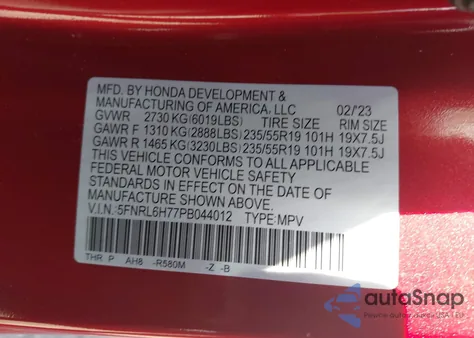 MFD. BY HONDA DEVELOPMENT &
MANUFACTURING OF AMERICA, LLC 02/'23
GVWR 2730 KG(6019LBS) TIRE SIZE RIM SIZE
GAWR F 1310 KG(2888LBS) 235/55R19 101H 19X7.5J
GAWR R 1465 KG(3230LBS) 235/55R19 101H 19X7.5J
THIS VEHICLE CONFORMS TO ALL APPLICABLE
FEDERAL MOTOR VEHICLE SAFETY
STANDARDS IN EFFECT ON THE DATE OF
MANUFACTURE SHOWN ABOVE.
V.I.N.:5FNRL6H77PB044012 TYPE:MPV
THR P AH8 -R580M -Z -B
autoSnap